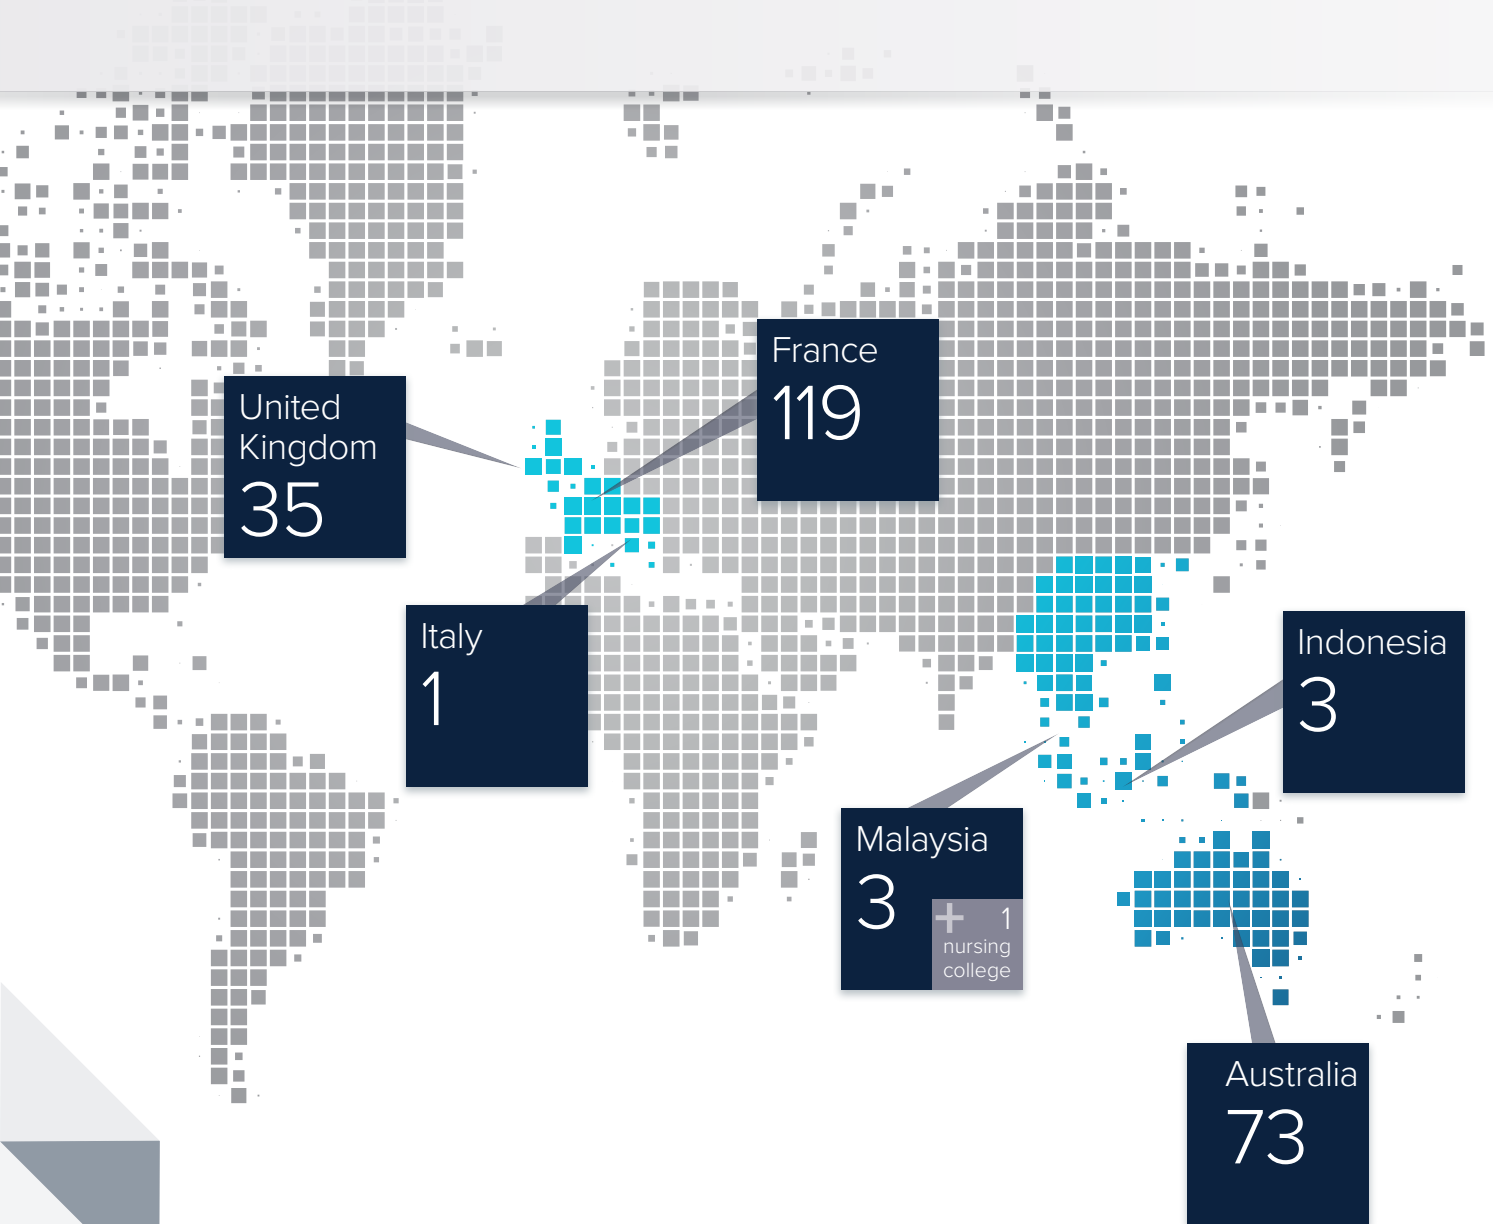 France
119
United
Kingdom
35
Italy
1
Indonesia
3
Malaysia
3
+ 1
nursing
college
Australia
73